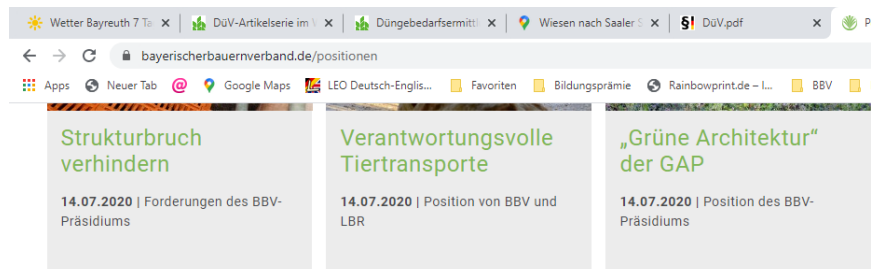 Wetter Bayreuth 7 Ta
DüV-Artikelserie im
Düngebedarfsermittl
Wiesen nach Saaler S
DüV.pdf
P
bayerischerbauernverband.de/positionen
Apps Neuer Tab Google Maps LEO Deutsch-Englis... Favoriten Bildungsprämie Rainbowprint.de – I... BBV
Strukturbruch
verhindern
14.07.2020 | Forderungen des BBV-
Präsidiums
Verantwortungsvolle
Tiertransporte
14.07.2020 | Position von BBV und
LBR
„Grüne Architektur“
der GAP
14.07.2020 | Position des BBV-
Präsidiums